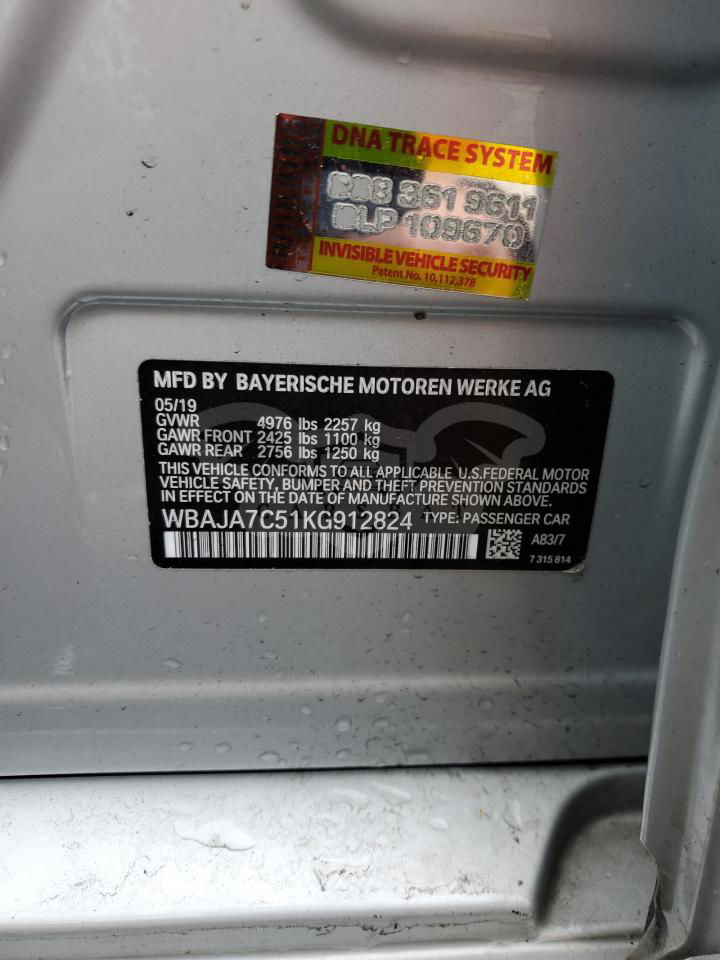 DNA TRACE SYSTEM
361 9611
109670
INVISIBLE VEHICLE SECURITY
Patent No. 10,112,378
MFD BY BAYERISCHE MOTOREN WERKE AG
05/19
GVWR 4976 lbs 2257 kg
GAWR FRONT 2425 lbs 1100 kg
GAWR REAR 2756 lbs 1250 kg
THIS VEHICLE CONFORMS TO ALL APPLICABLE U.S.FEDERAL MOTOR
VEHICLE SAFETY, BUMPER AND THEFT PREVENTION STANDARDS
IN EFFECT ON THE DATE OF MANUFACTURE SHOWN ABOVE.
WBAJA7C51KG912824 TYPE: PASSENGER CAR
A83/7
7 315 814